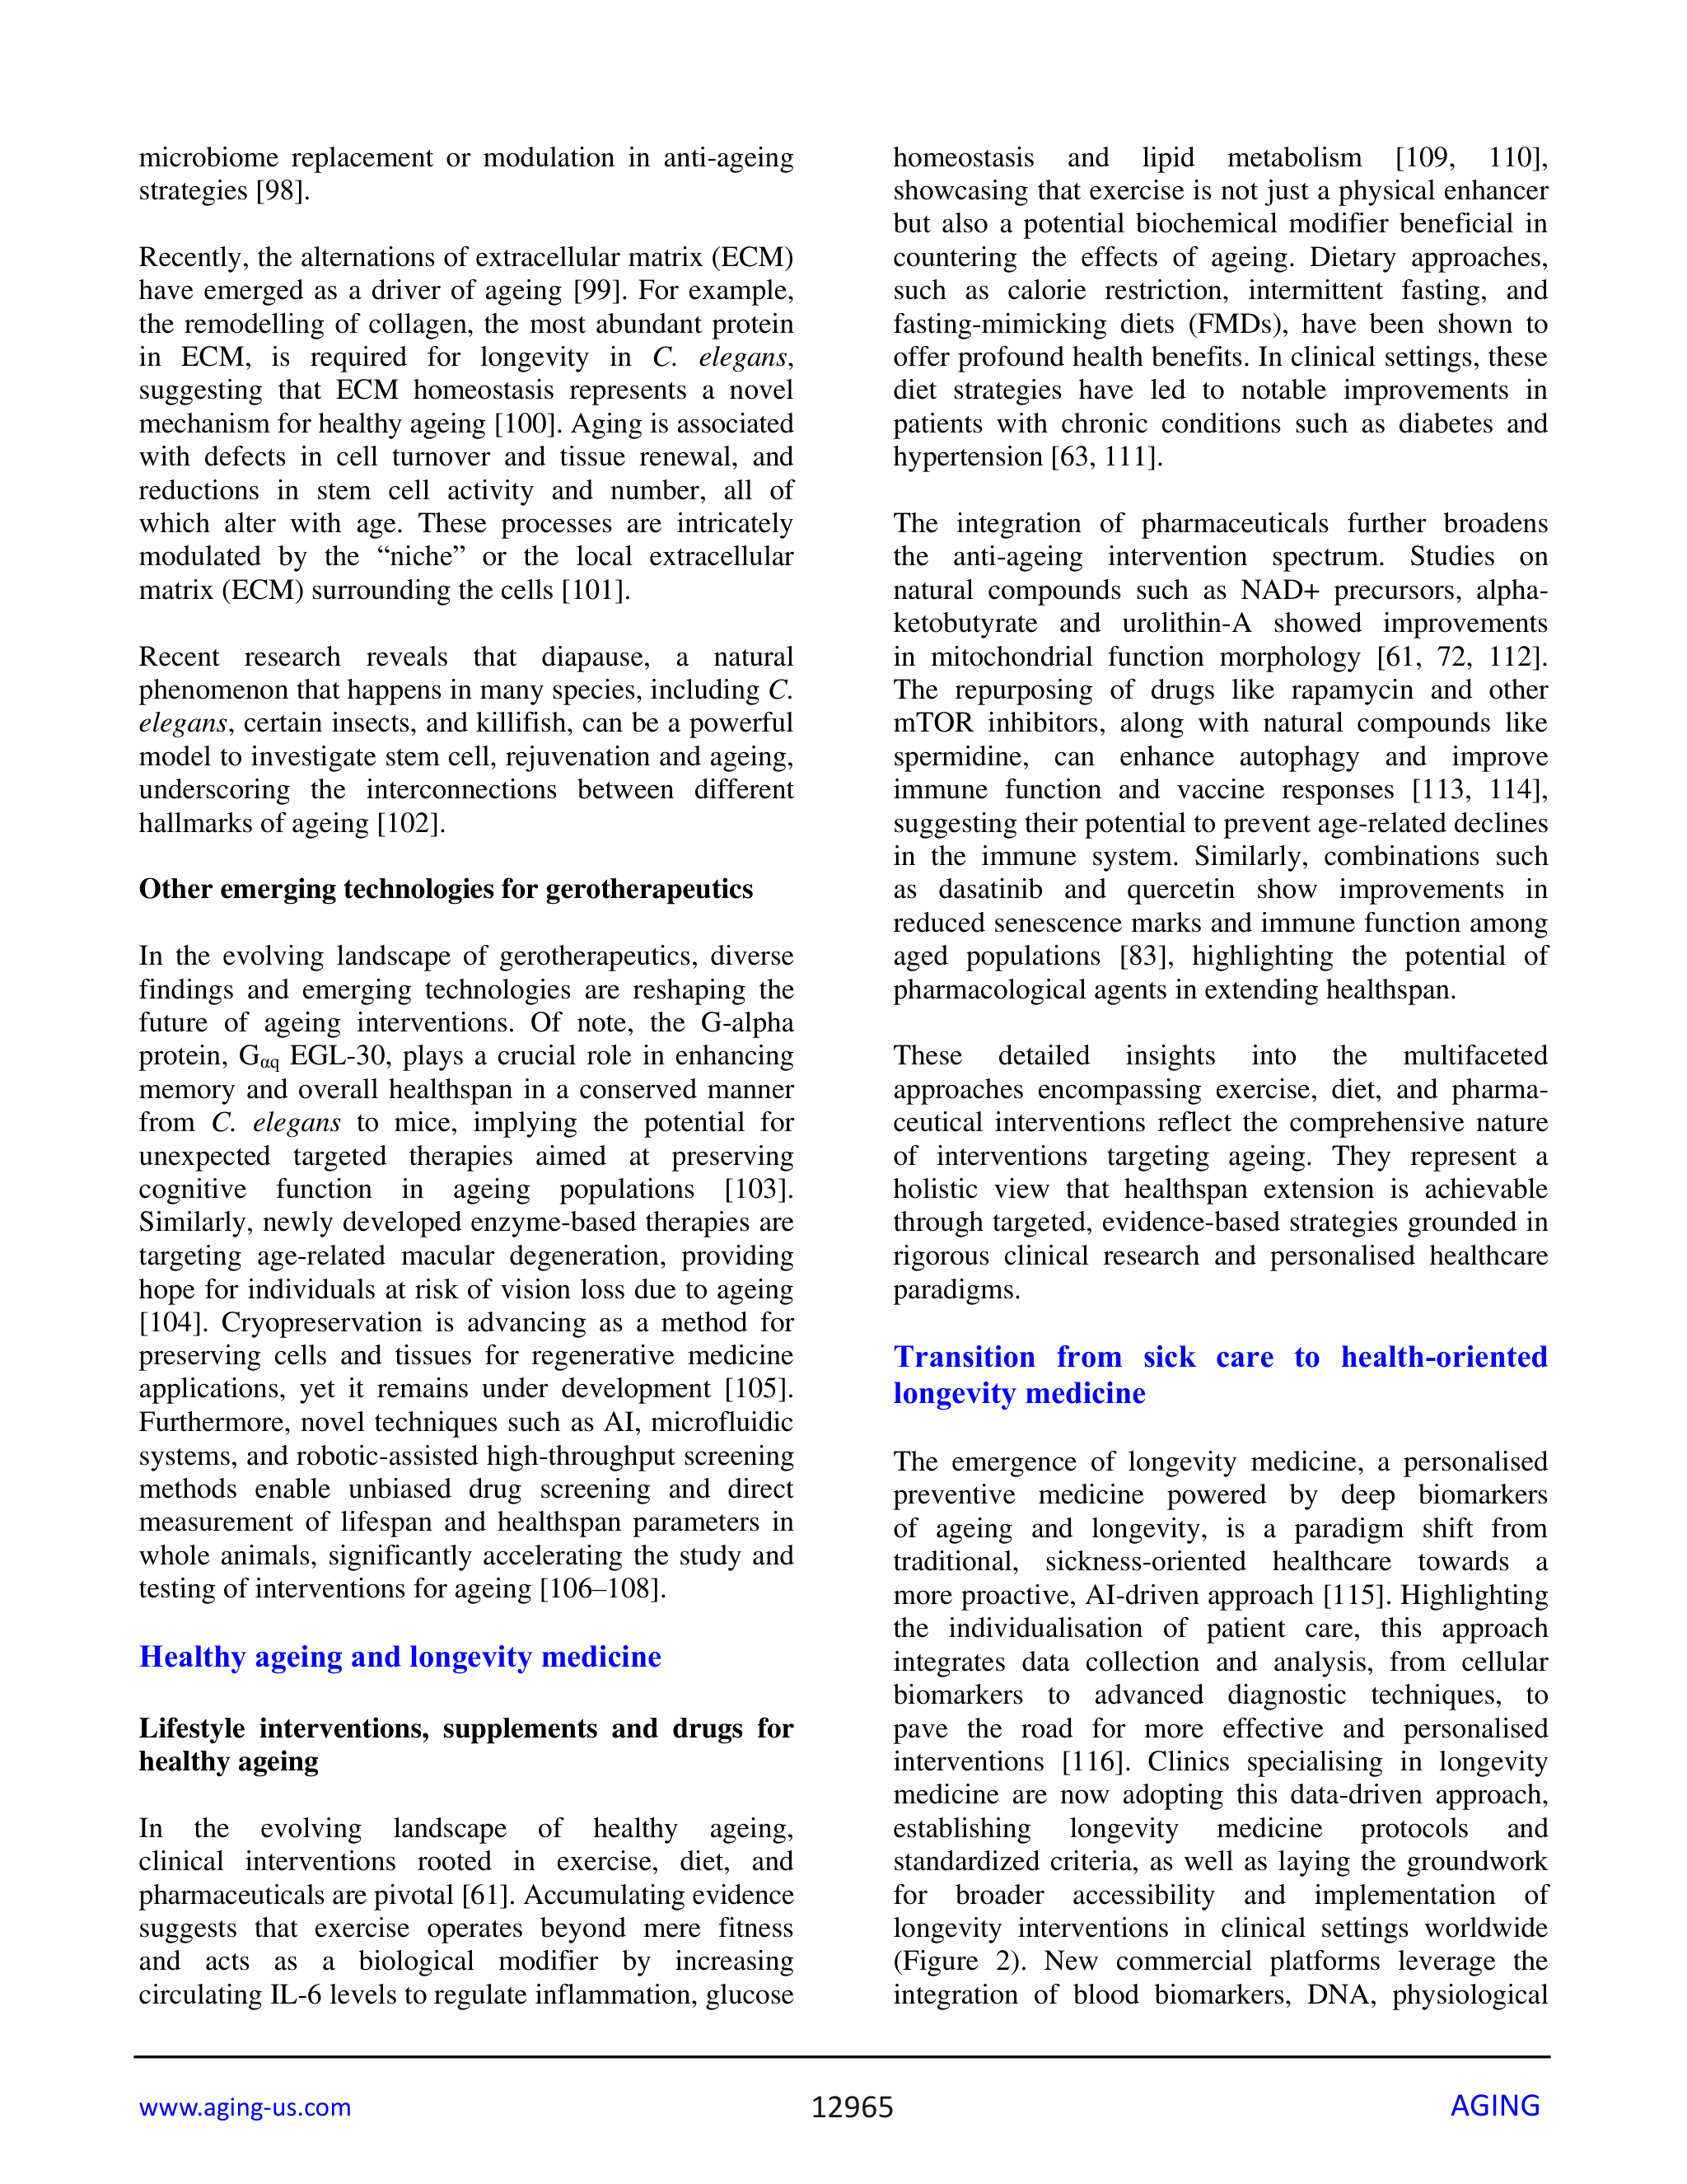 microbiome replacement or modulation in anti-ageing
strategies [98].
Recently, the alternations of extracellular matrix (ECM)
have emerged as a driver of ageing [99]. For example,
the remodelling of collagen, the most abundant protein
in ECM, is required for longevity in C. elegans,
suggesting that ECM homeostasis represents a novel
mechanism for healthy ageing [100]. Aging is associated
with defects in cell turnover and tissue renewal, and
reductions in stem cell activity and number, all of
which alter with age. These processes are intricately
modulated by the “niche” or the local extracellular
matrix (ECM) surrounding the cells [101].
Recent research reveals that diapause, a natural
phenomenon that happens in many species, including C.
elegans, certain insects, and killifish, can be a powerful
model to investigate stem cell, rejuvenation and ageing,
underscoring the interconnections between different
hallmarks of ageing [102].
Other emerging technologies for gerotherapeutics
In the evolving landscape of gerotherapeutics, diverse
findings and emerging technologies are reshaping the
future of ageing interventions. Of note, the G-alpha
protein, Gαq EGL-30, plays a crucial role in enhancing
memory and overall healthspan in a conserved manner
from C. elegans to mice, implying the potential for
unexpected targeted therapies aimed at preserving
cognitive function in ageing populations [103].
Similarly, newly developed enzyme-based therapies are
targeting age-related macular degeneration, providing
hope for individuals at risk of vision loss due to ageing
[104]. Cryopreservation is advancing as a method for
preserving cells and tissues for regenerative medicine
applications, yet it remains under development [105].
Furthermore, novel techniques such as AI, microfluidic
systems, and robotic-assisted high-throughput screening
methods enable unbiased drug screening and direct
measurement of lifespan and healthspan parameters in
whole animals, significantly accelerating the study and
testing of interventions for ageing [106–108].
Healthy ageing and longevity medicine
Lifestyle interventions, supplements and drugs for
healthy ageing
In the evolving landscape of healthy ageing,
clinical interventions rooted in exercise, diet, and
pharmaceuticals are pivotal [61]. Accumulating evidence
suggests that exercise operates beyond mere fitness
and acts as a biological modifier by increasing
circulating IL-6 levels to regulate inflammation, glucose
homeostasis and lipid metabolism [109, 110],
showcasing that exercise is not just a physical enhancer
but also a potential biochemical modifier beneficial in
countering the effects of ageing. Dietary approaches,
such as calorie restriction, intermittent fasting, and
fasting-mimicking diets (FMDs), have been shown to
offer profound health benefits. In clinical settings, these
diet strategies have led to notable improvements in
patients with chronic conditions such as diabetes and
hypertension [63, 111].
The integration of pharmaceuticals further broadens
the anti-ageing intervention spectrum. Studies on
natural compounds such as NAD+ precursors, alpha-
ketobutyrate and urolithin-A showed improvements
in mitochondrial function morphology [61, 72, 112].
The repurposing of drugs like rapamycin and other
mTOR inhibitors, along with natural compounds like
spermidine, can enhance autophagy and improve
immune function and vaccine responses [113, 114],
suggesting their potential to prevent age-related declines
in the immune system. Similarly, combinations such
as dasatinib and quercetin show improvements in
reduced senescence marks and immune function among
aged populations [83], highlighting the potential of
pharmacological agents in extending healthspan.
These detailed insights into the multifaceted
approaches encompassing exercise, diet, and pharma-
ceutical interventions reflect the comprehensive nature
of interventions targeting ageing. They represent a
holistic view that healthspan extension is achievable
through targeted, evidence-based strategies grounded in
rigorous clinical research and personalised healthcare
paradigms.
Transition from sick care to health-oriented
longevity medicine
The emergence of longevity medicine, a personalised
preventive medicine powered by deep biomarkers
of ageing and longevity, is a paradigm shift from
traditional, sickness-oriented healthcare towards a
more proactive, AI-driven approach [115]. Highlighting
the individualisation of patient care, this approach
integrates data collection and analysis, from cellular
biomarkers to advanced diagnostic techniques, to
pave the road for more effective and personalised
interventions [116]. Clinics specialising in longevity
medicine are now adopting this data-driven approach,
establishing longevity medicine protocols and
standardized criteria, as well as laying the groundwork
for broader accessibility and implementation of
longevity interventions in clinical settings worldwide
(Figure 2). New commercial platforms leverage the
integration of blood biomarkers, DNA, physiological
www.aging-us.com
12965
AGING